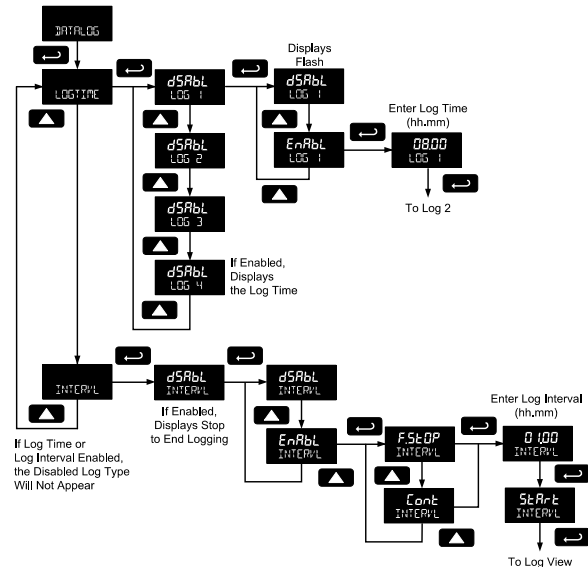 DATALOG
LOGTIME
dSAbL
LOG 1
Displays
Flash
dSAbL
LOG 1
dSAbL
LOG 2
EnAbL
LOG 1
Enter Log Time
(hh.mm)
08.00
LOG 1
To Log 2
dSAbL
LOG 3
dSAbL
LOG 4
If Enabled,
Displays
the Log Time
INTERVL
dSAbL
INTERVL
If Enabled,
Displays Stop
to End Logging
dSAbL
INTERVL
EnAbL
INTERVL
F.StOP
INTERVL
Cont
INTERVL
Enter Log Interval
(hh.mm)
01.00
INTERVL
StArt
INTERVL
To Log View
If Log Time or
Log Interval Enabled,
the Disabled Log Type
Will Not Appear